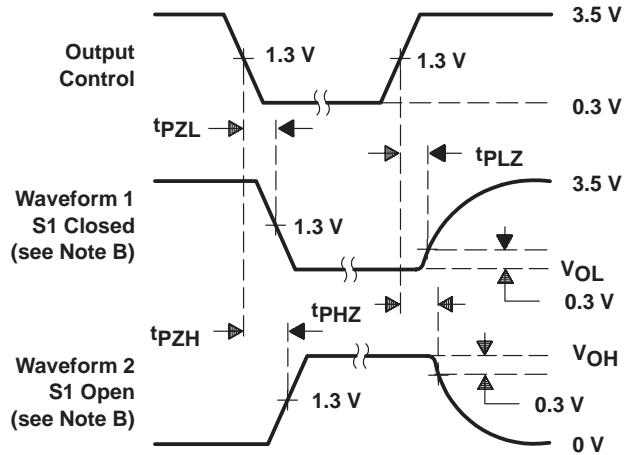 3.5 V
Output
Control
1.3 V
1.3 V
0.3 V
tPZL
tPLZ
Waveform 1
S1 Closed
(see Note B)
3.5 V
1.3 V
VOL
0.3 V
tPZH
tPHZ
Waveform 2
S1 Open
(see Note B)
VOH
1.3 V
0.3 V
0 V